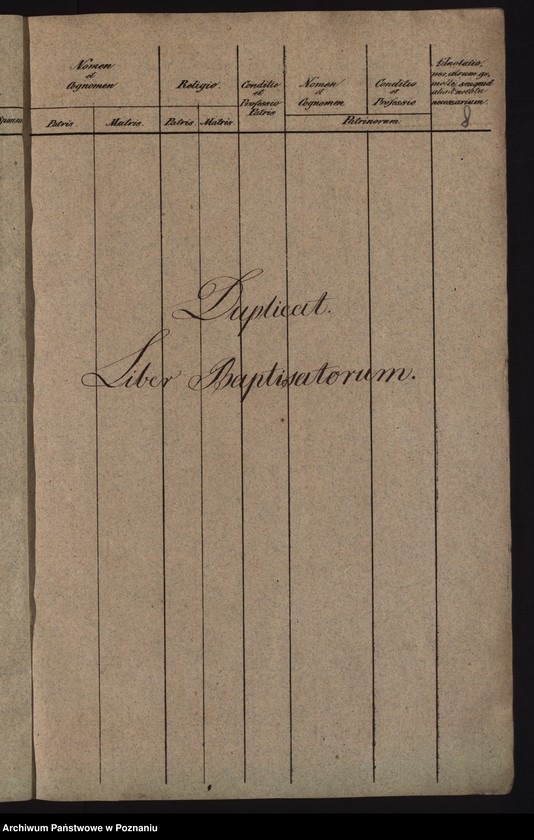 Nomen
et
Cognomen
Patris.
Matris.
Religio.
Patris.
Matris.
Conditio
et
Professio
Patris
Nomen
et
Cognomen
Conditio
et
Professio
Patrinorum.
8
Duplicat.
Liber Baptisatorum.
Archiwum Państwowe w Poznaniu